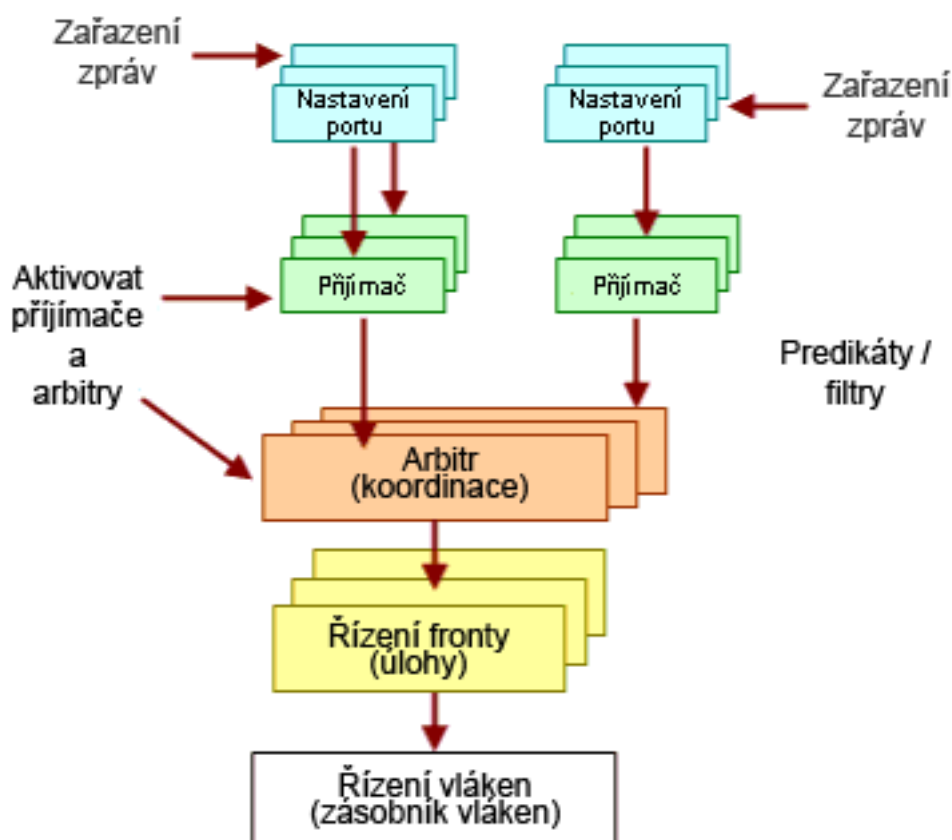 Zařazení
zpráv
Nastavení
portu
Nastavení
portu
Zařazení
zpráv
Přijímač
Přijímač
Aktivovat
příjímače
a
arbitry
Predikáty /
filtry
Arbitr
(koordinace)
Řízení fronty
(úlohy)
Řízení vláken
(zásobník vláken)